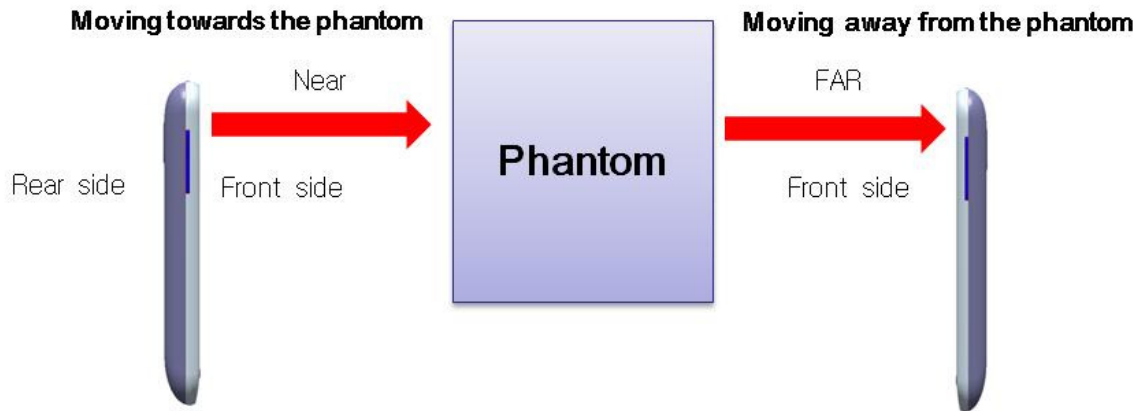 Moving towards the phantom
Moving away from the phantom
Near
FAR
Phantom
Rear side
Front side
Front side